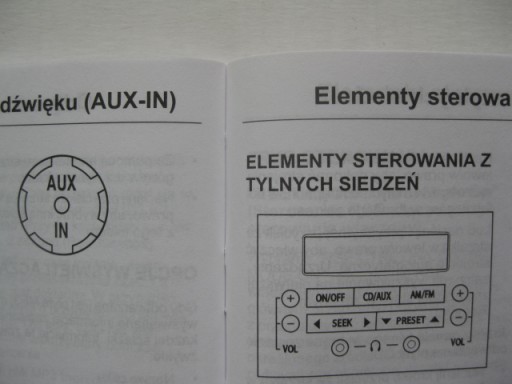 dźwięku (AUX-IN)
AUX
IN
Elementy sterowa
ELEMENTY STEROWANIA Z
TYLNYCH SIEDZEŃ
ON/OFF CD/AUX AM/FM
SEEK PRESET
VOL VOL